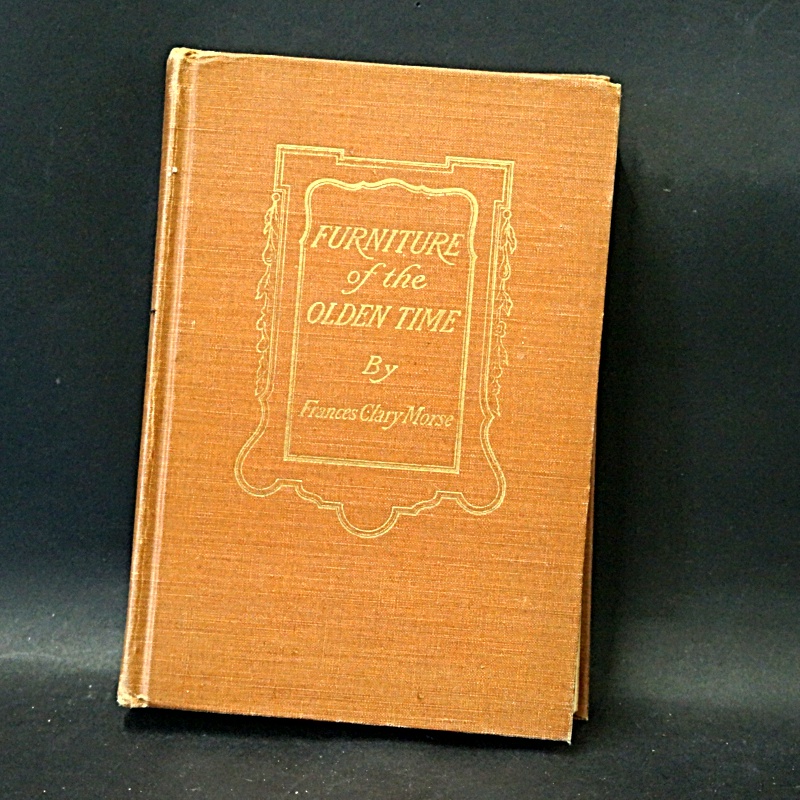 FURNITURE
of the
OLDEN TIME
By
Frances Clary Morse